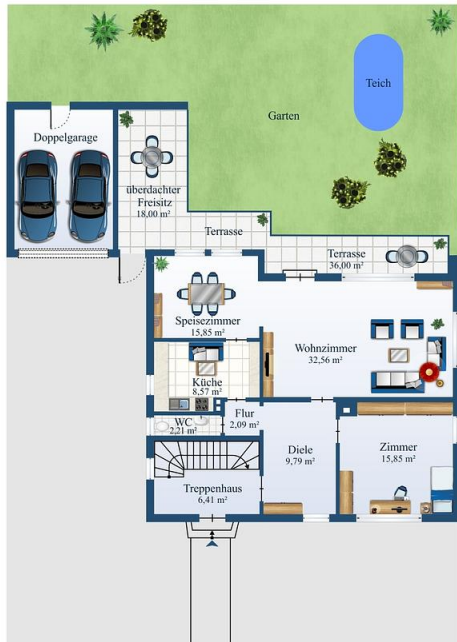 Teich
Garten
Doppelgarage
überdachter
Freisitz
18,00 m²
Terrasse
Terrasse
36,00 m²
Speisezimmer
15,85 m²
Wohnzimmer
32,56 m²
Küche
8,57 m²
WC
2,21 m²
Flur
2,09 m²
Diele
9,79 m²
Zimmer
15,85 m²
Treppenhaus
6,41 m²